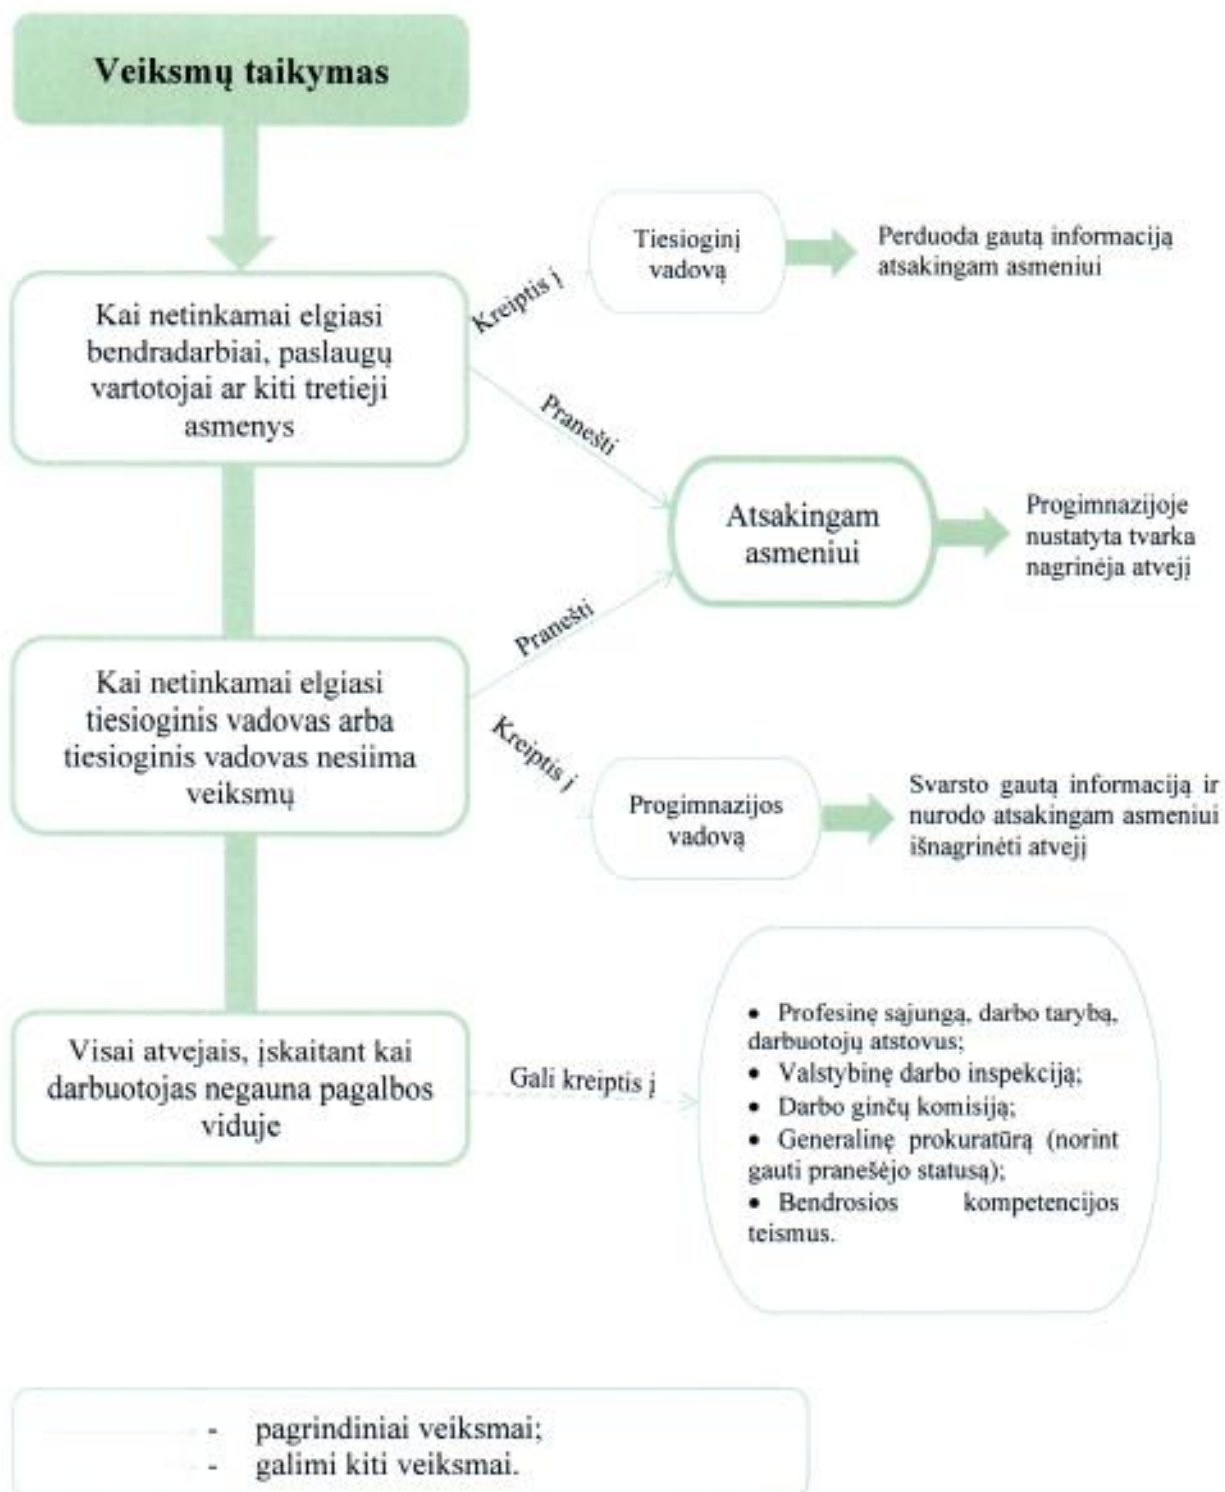 Veiksmų taikymas
Kai netinkamai elgiasi
bendradarbiai, paslaugų
vartotojai ar kiti tretieji
asmenys
Kreiptis į
Tiesioginį
vadovą
Perduoda gautą informaciją
atsakingam asmeniui
Pranešti
Atsakingam
asmeniui
Progimnazijoje
nustatyta tvarka
nagrinėja atvejį
Pranešti
Kai netinkamai elgiasi
tiesioginis vadovas arba
tiesioginis vadovas nesiima
veiksmų
Kreiptis į
Progimnazijos
vadovą
Svarsto gautą informaciją ir
nurodo atsakingam asmeniui
išnagrinėti atvejį
Visai atvejais, įskaitant kai
darbuotojas negauna pagalbos
viduje
Gali kreiptis į
• Profesinę sąjungą, darbo tarybą,
darbuotojų atstovus;
• Valstybinę darbo inspekciją;
• Darbo ginčų komisiją;
• Generalinę prokuratūrą (norint
gauti pranešėjo statusą);
• Bendrosios kompetencijos
teismus.
- pagrindiniai veiksmai;
- galimi kiti veiksmai.